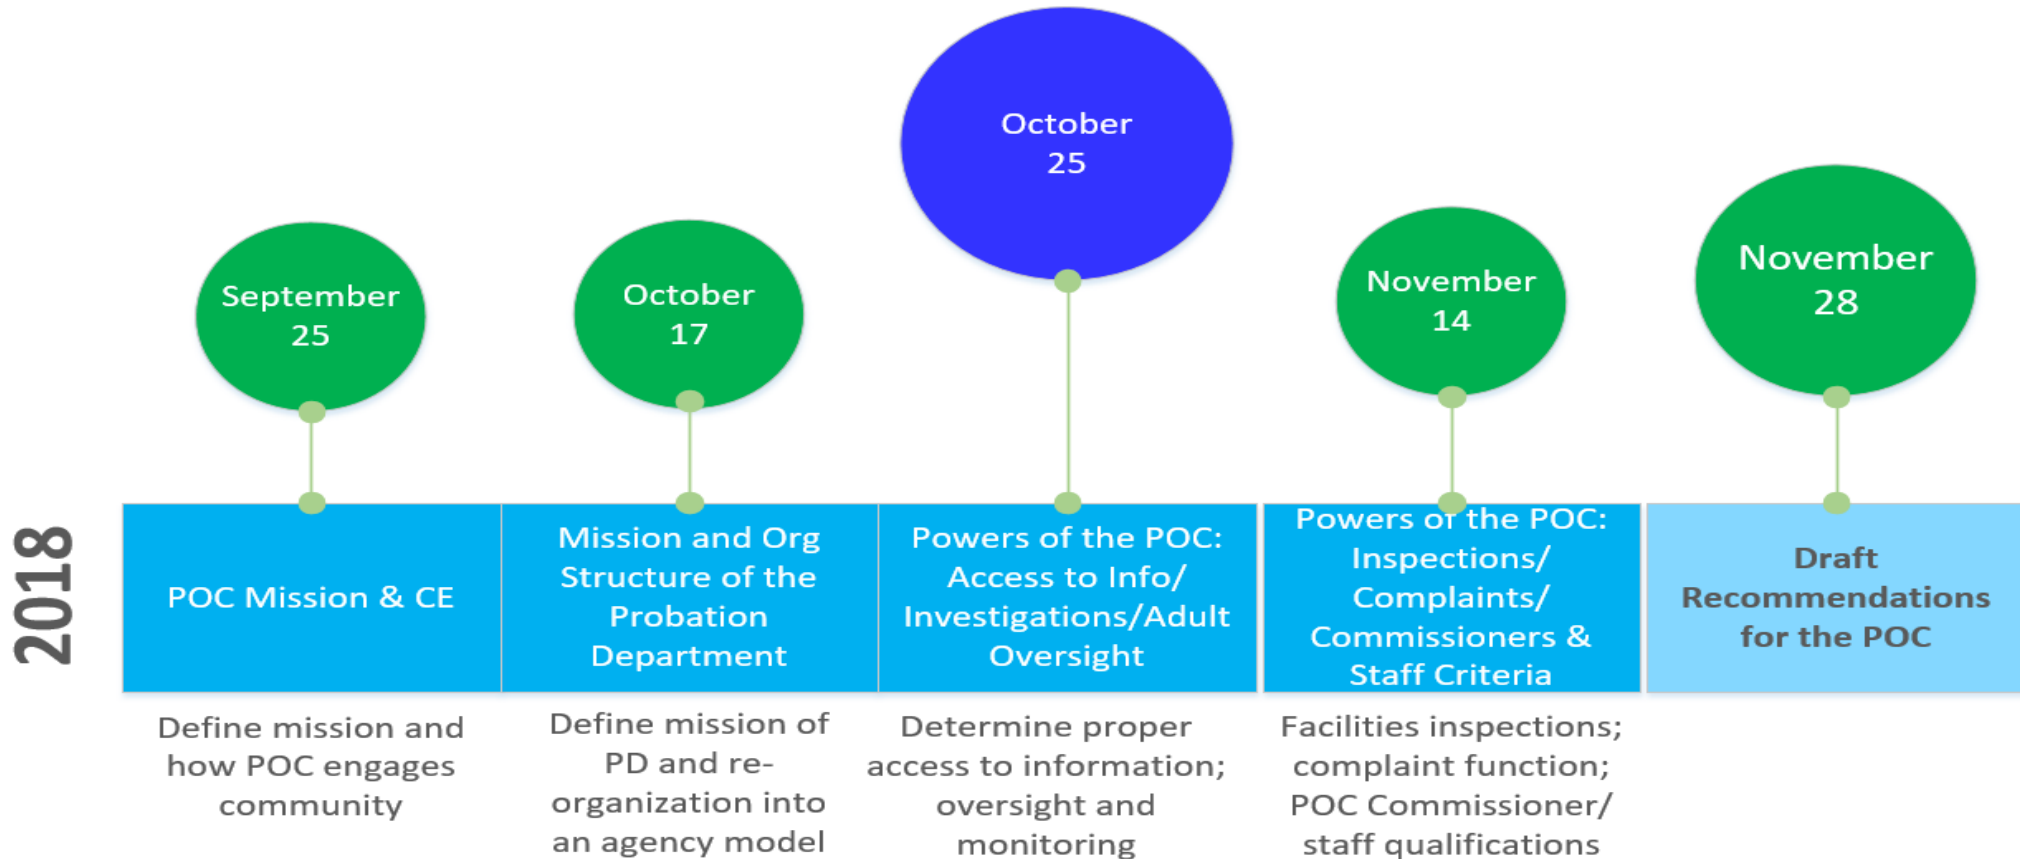 2018
September
25
October
17
October
25
November
14
November
28
POC Mission & CE
Mission and Org
Structure of the
Probation
Department
Powers of the POC:
Access to Info/
Investigations/Adult
Oversight
Powers of the POC:
Inspections/
Complaints/
Commissioners &
Staff Criteria
Draft
Recommendations
for the POC
Define mission and
how POC engages
community
Define mission of
PD and re-
organization into
an agency model
Determine proper
access to information;
oversight and
monitoring
Facilities inspections;
complaint function;
POC Commissioner/
staff qualifications